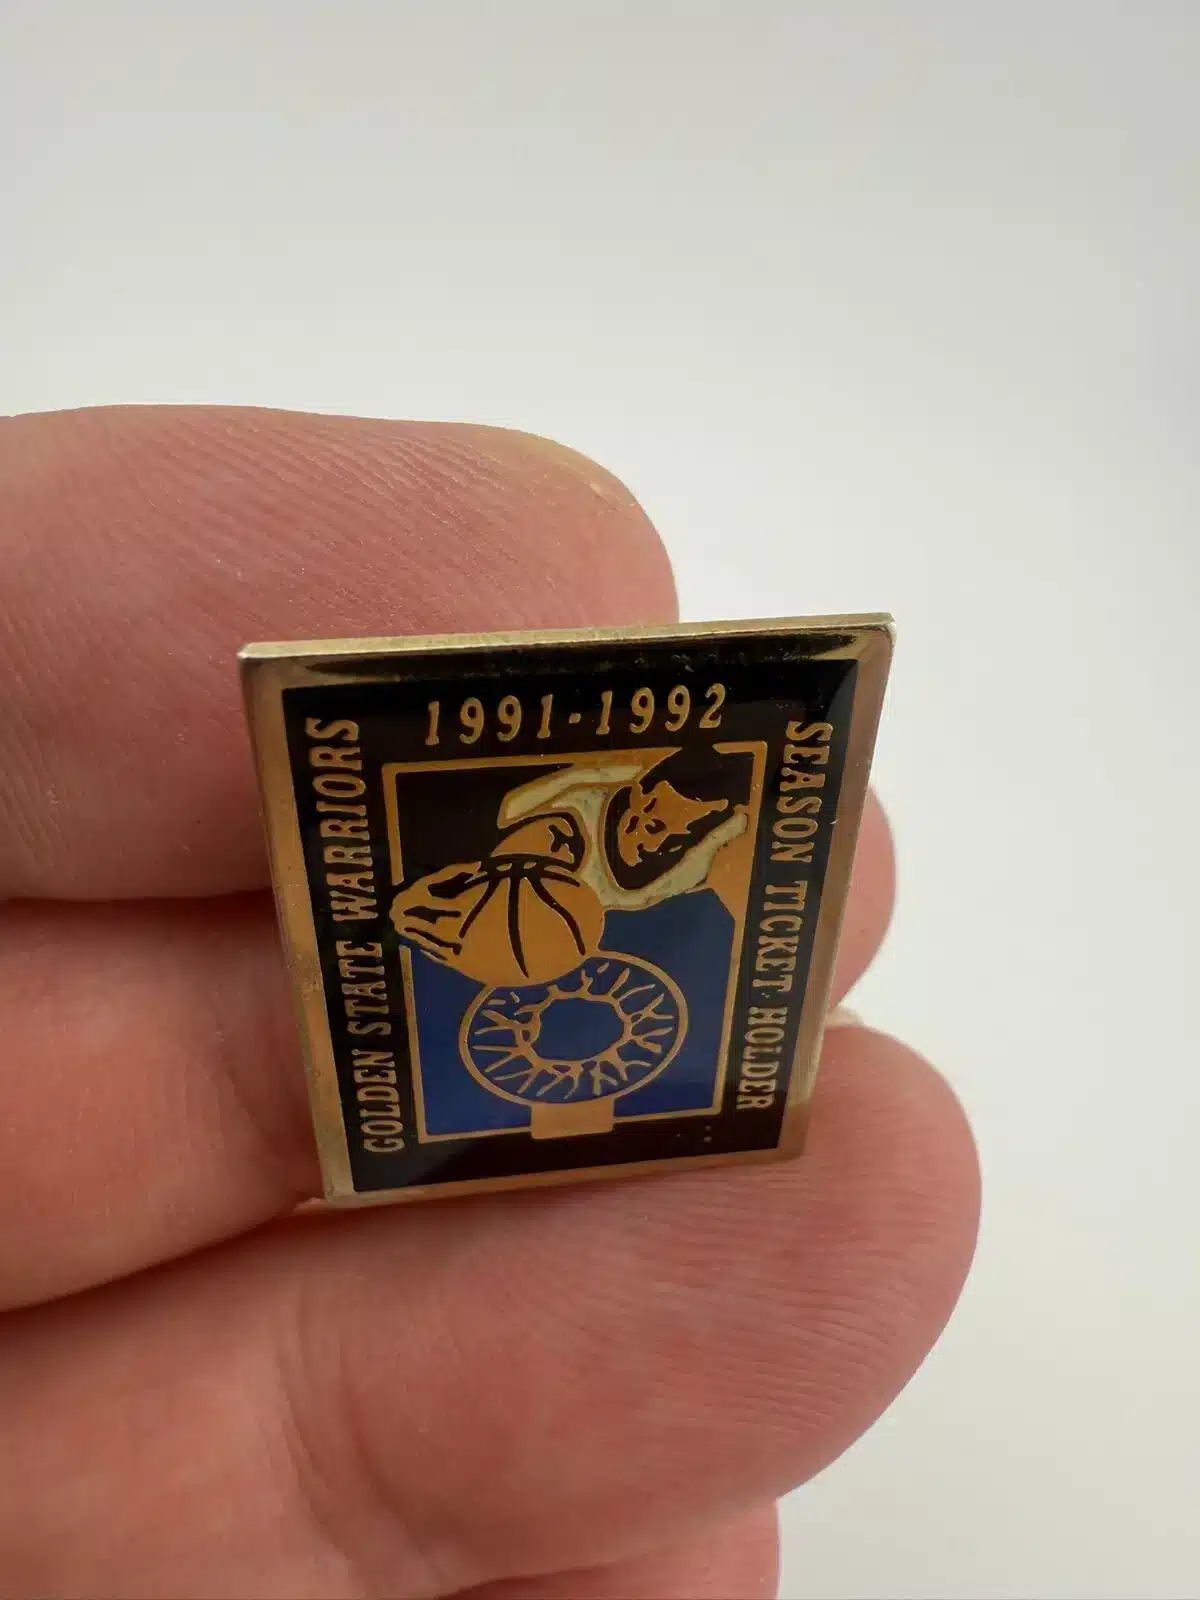 1991-1992
GOLDEN STATE WARRIORS
SEASON TICKET HOLDER